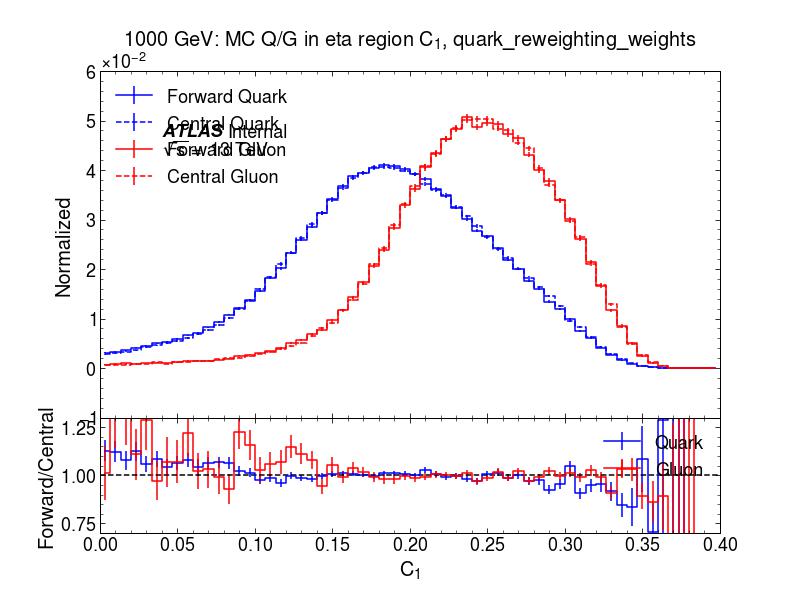 1000 GeV: MC Q/G in eta region C₁, quark_reweighting_weights
×10⁻²
6
5
4
3
2
1
0
−1
Normalized
Forward Quark
Central Quark
ATLAS Internal
√s = 13 TeV
Forward Gluon
Central Gluon
1.25
1.00
0.75
Forward/Central
Quark
Gluon
0.00 0.05 0.10 0.15 0.20 0.25 0.30 0.35 0.40
C₁